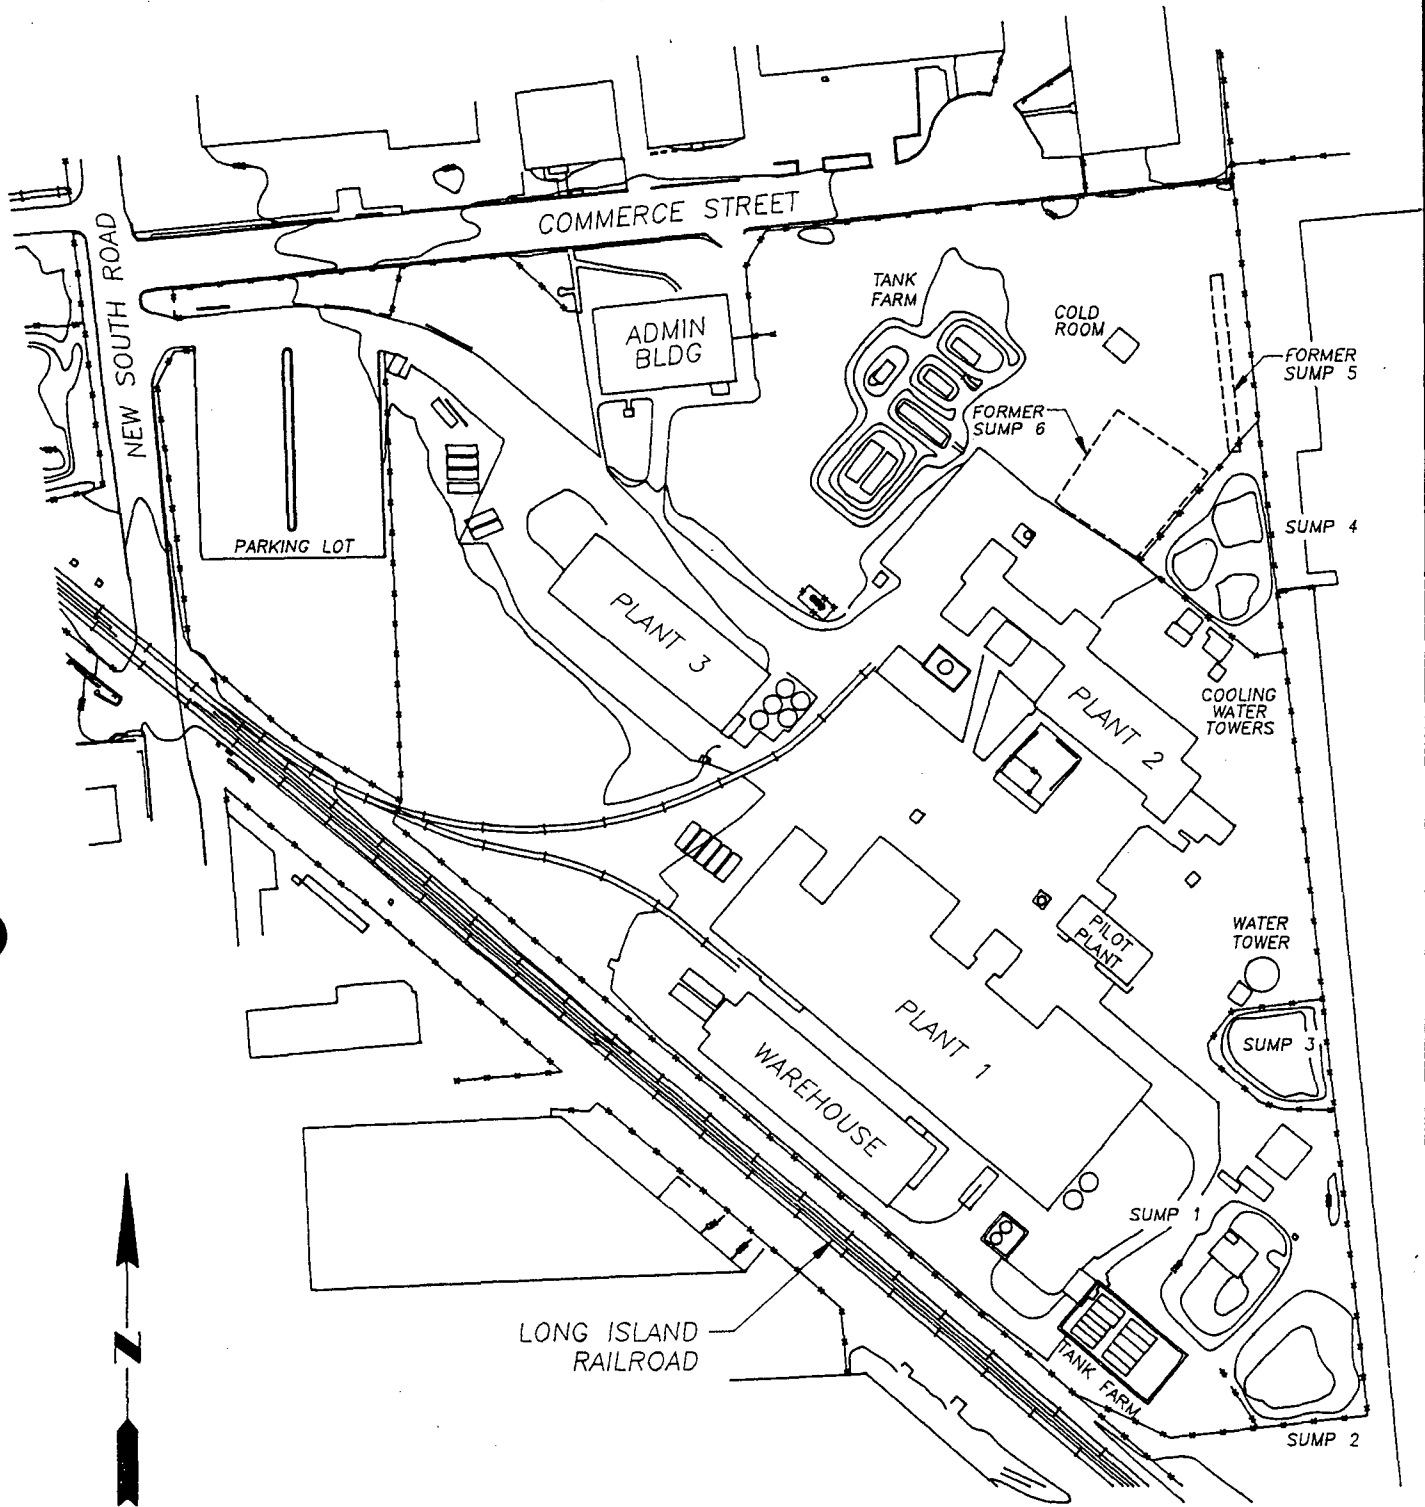 COMMERCE STREET
NEW SOUTH ROAD
TANK
FARM
COLD
ROOM
ADMIN
BLDG
FORMER
SUMP 5
FORMER
SUMP 6
SUMP 4
PARKING LOT
PLANT 3
PLANT 2
COOLING
WATER
TOWERS
PILOT
PLANT
WATER
TOWER
PLANT 1
SUMP 3
WAREHOUSE
SUMP 1
LONG ISLAND
RAILROAD
TANK FARM
SUMP 2
N